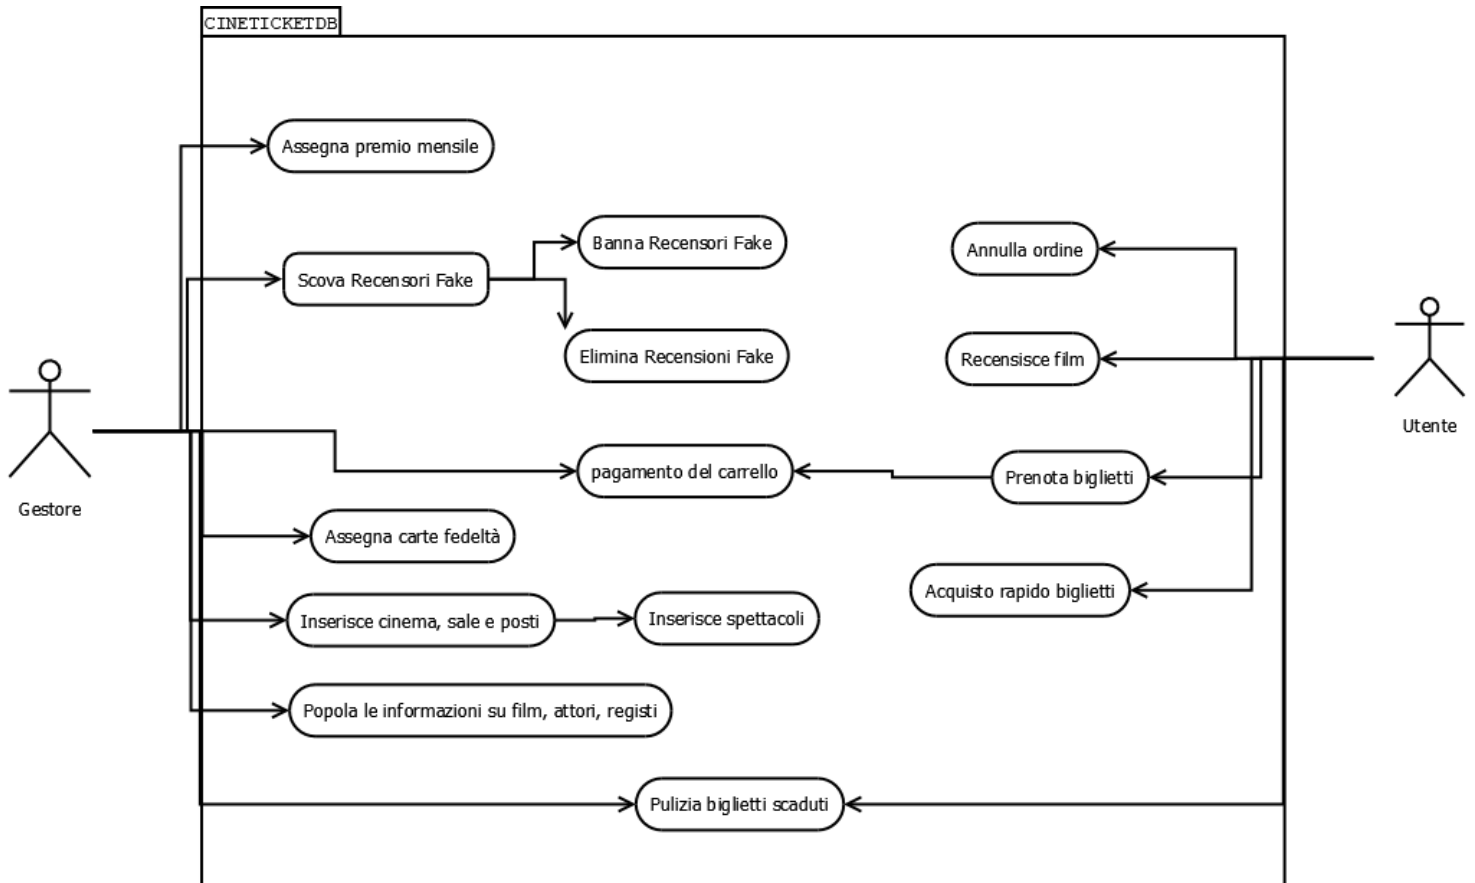 CINETICKETDB
Assegna premio mensile
Banna Recensori Fake
Annulla ordine
Scova Recensori Fake
Elimina Recensioni Fake
Recensisce film
Utente
pagamento del carrello
Prenota biglietti
Gestore
Assegna carte fedeltà
Acquisto rapido biglietti
Inserisce cinema, sale e posti
Inserisce spettacoli
Popola le informazioni su film, attori, registi
Pulizia biglietti scaduti